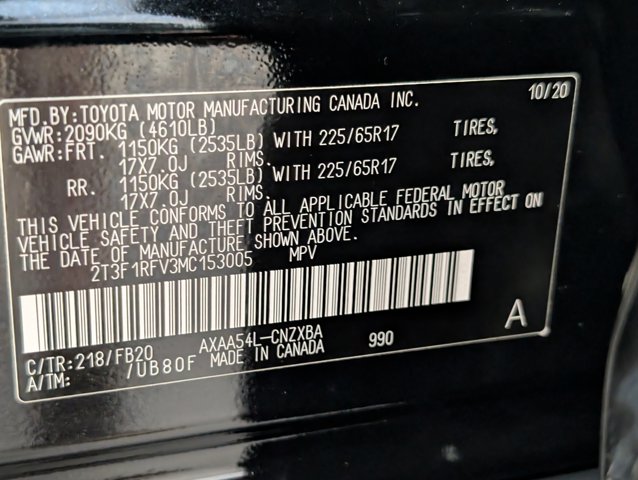 MFD.BY:TOYOTA MOTOR MANUFACTURING CANADA INC. 10/20
GVWR:2090KG (4610LB)
GAWR:FRT. 1150KG (2535LB) WITH 225/65R17 TIRES,
17X7.0J RIMS.
RR. 1150KG (2535LB) WITH 225/65R17 TIRES,
17X7.0J RIMS.
THIS VEHICLE CONFORMS TO ALL APPLICABLE FEDERAL MOTOR
VEHICLE SAFETY AND THEFT PREVENTION STANDARDS IN EFFECT ON
THE DATE OF MANUFACTURE SHOWN ABOVE.
2T3F1RFV3MC153005 MPV
A
C/TR:218/FB20 AXAA54L-CNZXBA 990
A/TM: /UB80F MADE IN CANADA